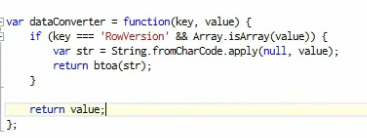 var dataConverter = function(key, value) {
    if (key === 'RowVersion' && Array.isArray(value)) {
        var str = String.fromCharCode.apply(null, value);
        return btoa(str);
    }

    return value;
};